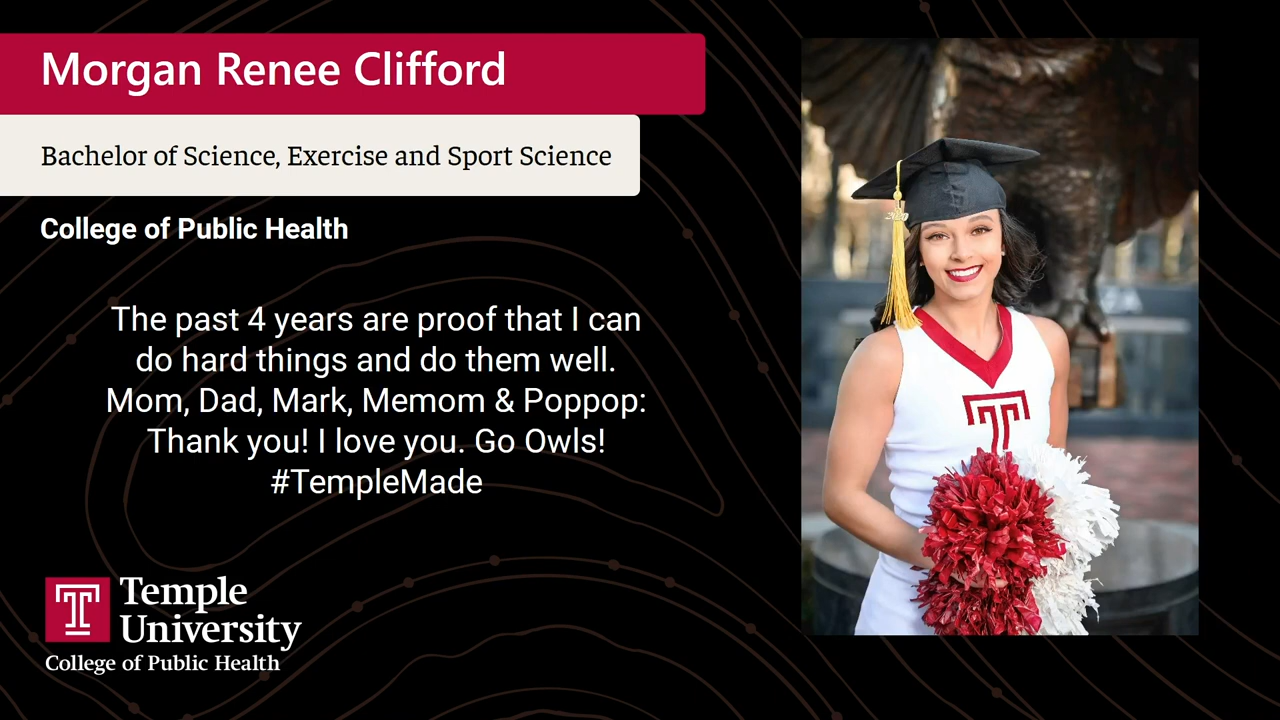 Morgan Renee Clifford
Bachelor of Science, Exercise and Sport Science
College of Public Health
The past 4 years are proof that I can
do hard things and do them well.
Mom, Dad, Mark, Memom & Poppop:
Thank you! I love you. Go Owls!
#TempleMade
2020
T
T
Temple
University
College of Public Health